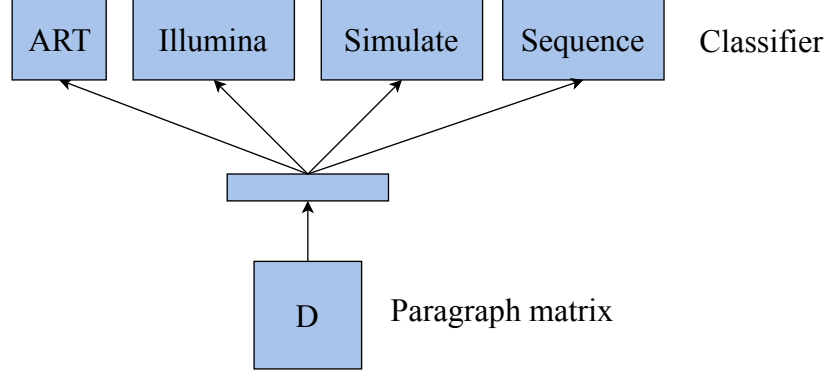 ART Illumina Simulate Sequence Classifier
D Paragraph matrix